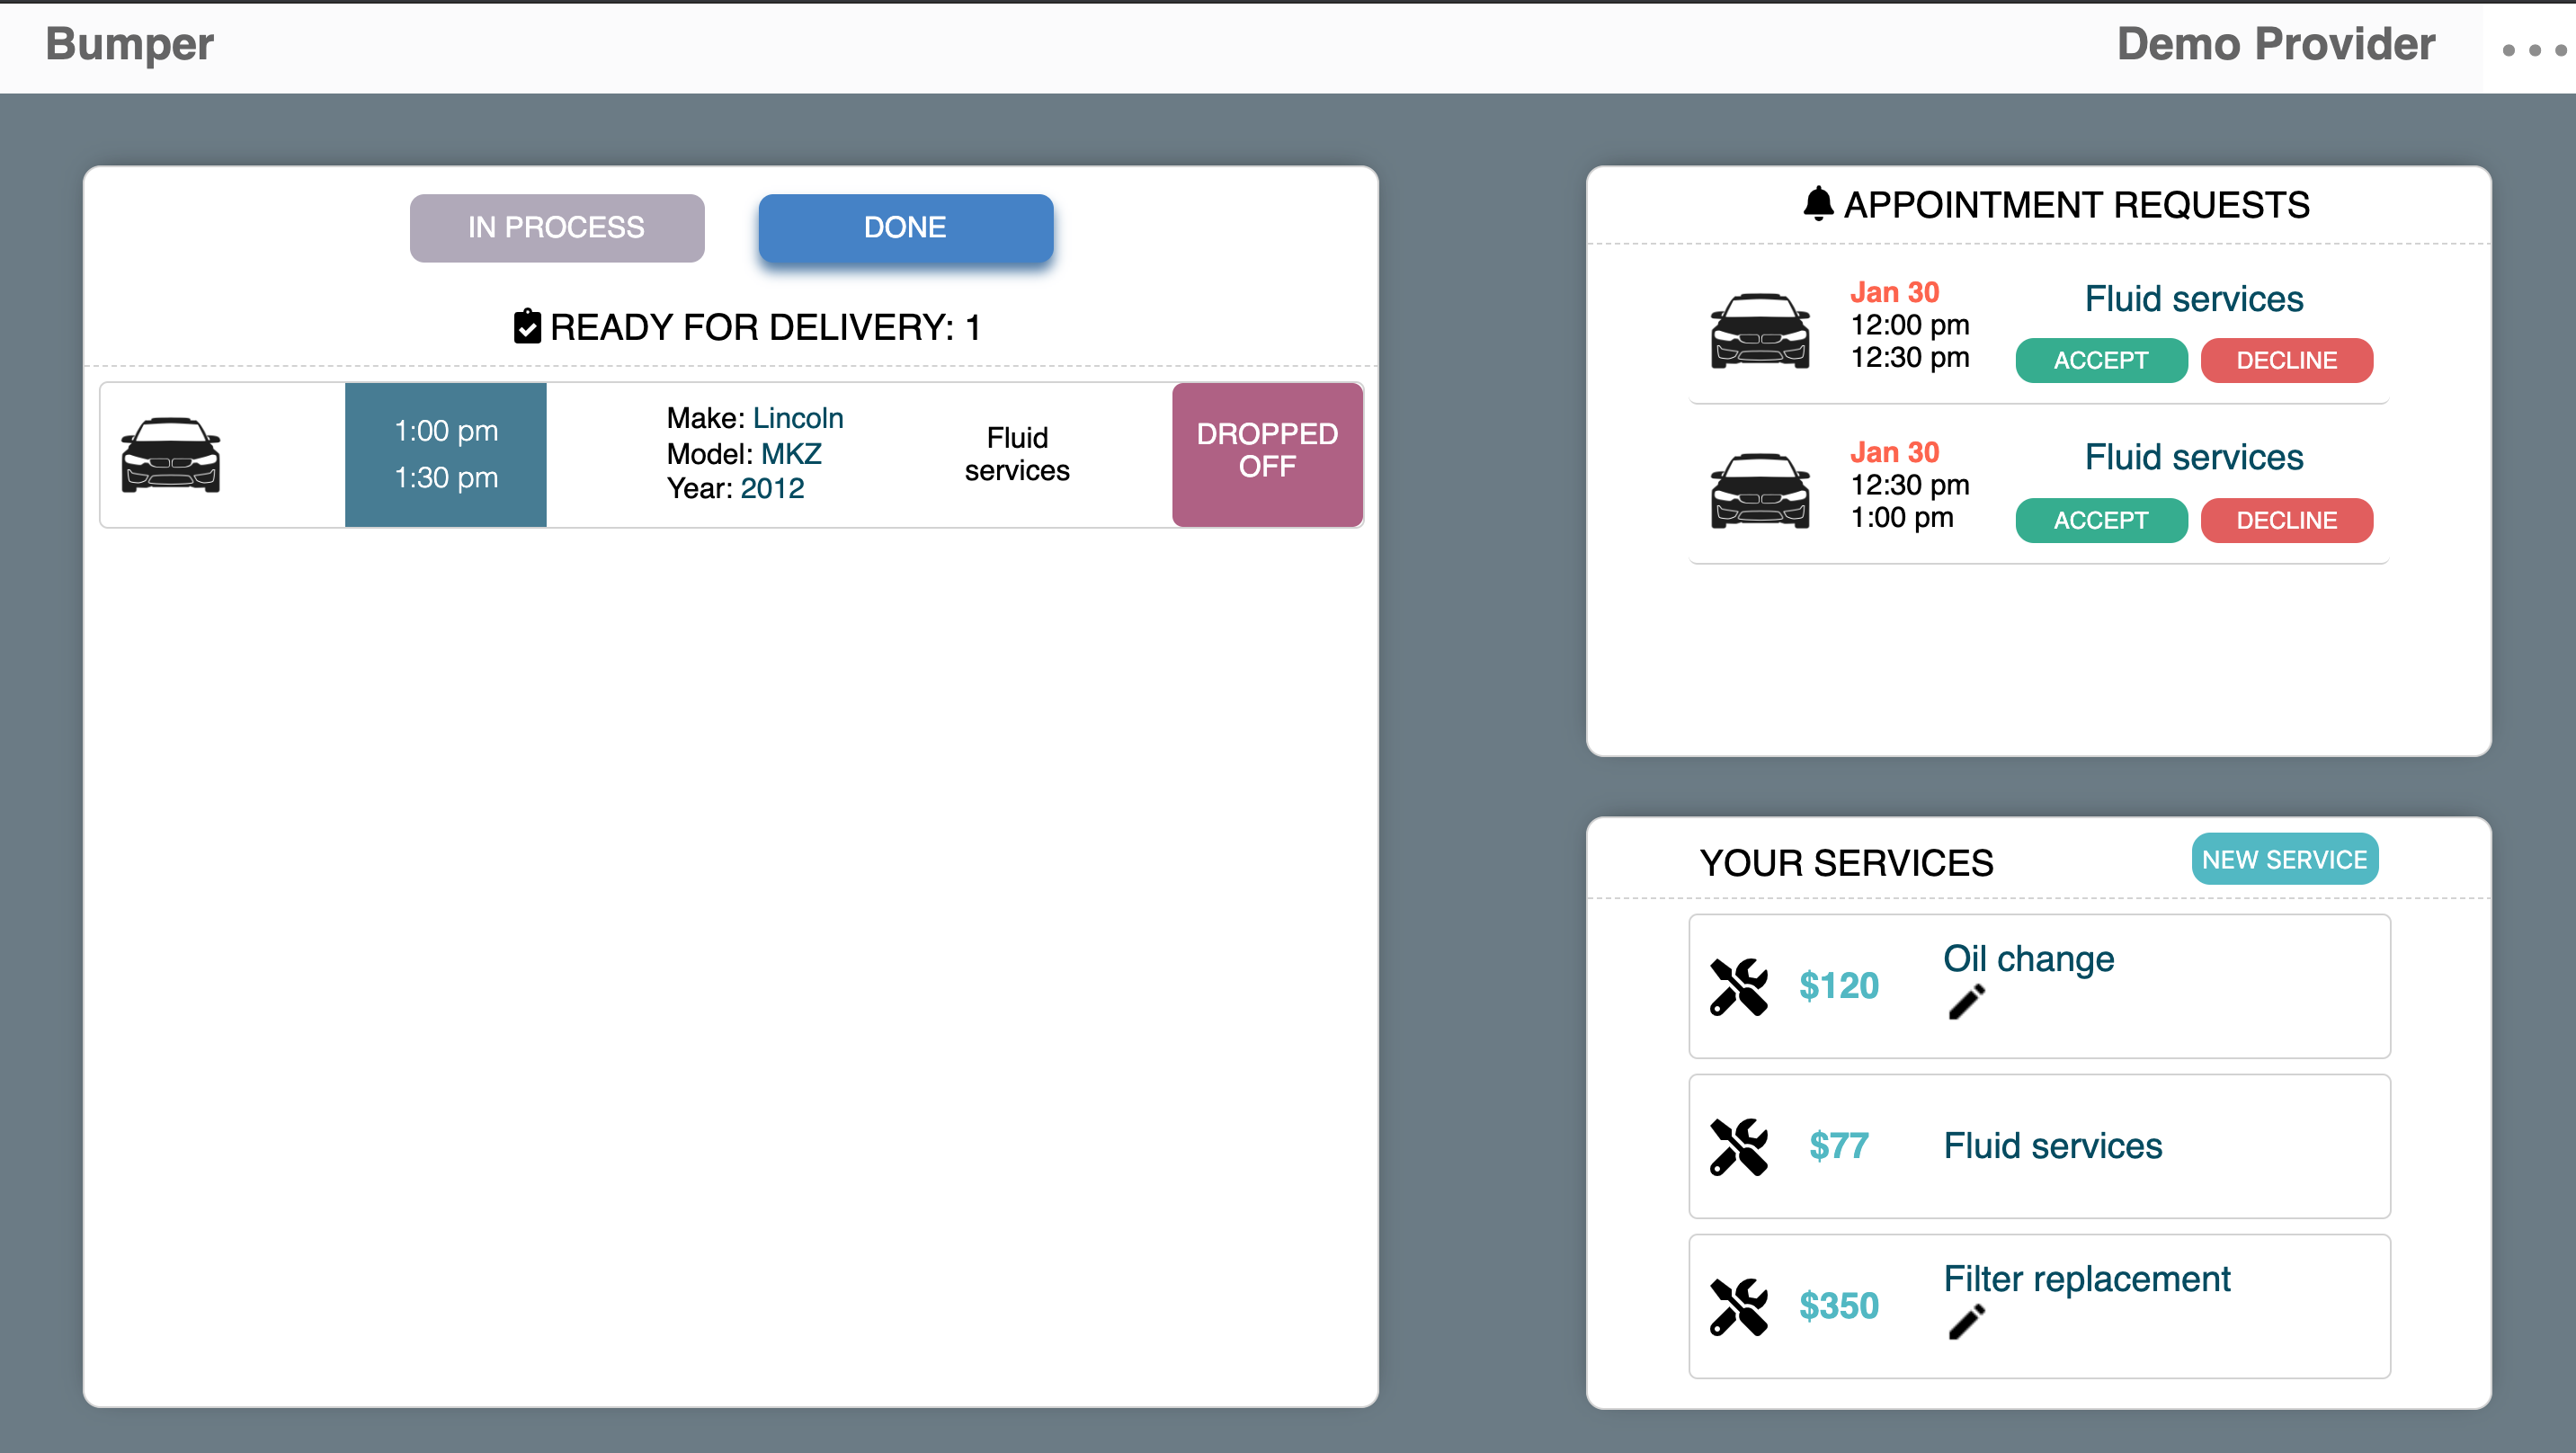 Bumper
Demo Provider
IN PROCESS
DONE
READY FOR DELIVERY: 1
1:00 pm
1:30 pm
Make: Lincoln
Model: MKZ
Year: 2012
Fluid
services
DROPPED
OFF
APPOINTMENT REQUESTS
Jan 30
12:00 pm
12:30 pm
Fluid services
ACCEPT
DECLINE
Jan 30
12:30 pm
1:00 pm
Fluid services
ACCEPT
DECLINE
YOUR SERVICES
NEW SERVICE
$120
Oil change
$77
Fluid services
$350
Filter replacement